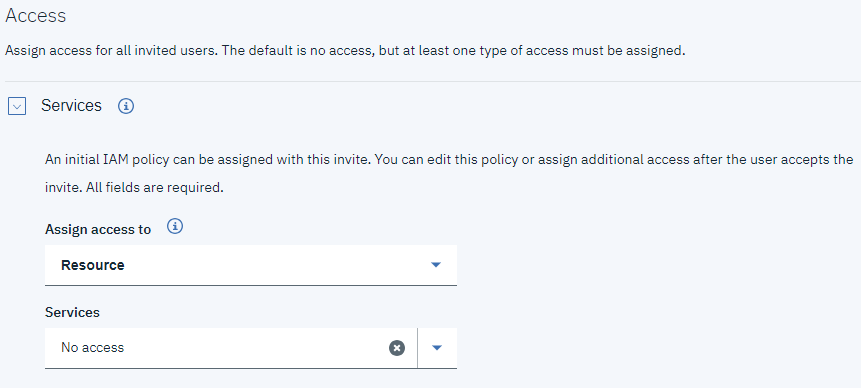 Access
Assign access for all invited users. The default is no access, but at least one type of access must be assigned.
Services
An initial IAM policy can be assigned with this invite. You can edit this policy or assign additional access after the user accepts the
invite. All fields are required.
Assign access to
Resource
Services
No access